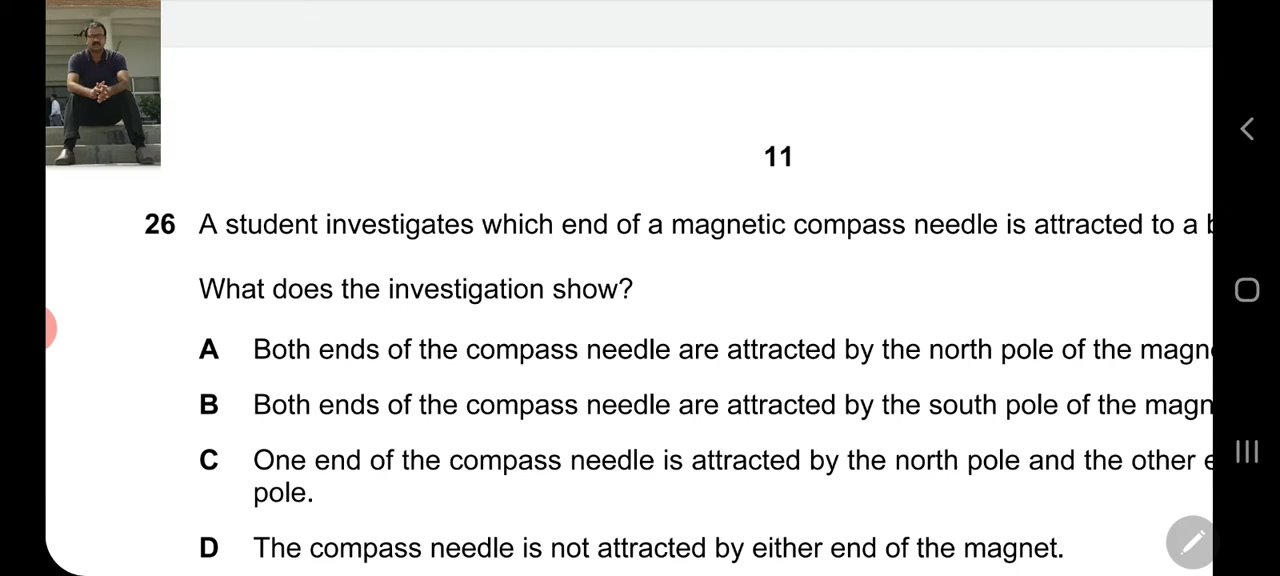 11
26 A student investigates which end of a magnetic compass needle is attracted to a
What does the investigation show?
A Both ends of the compass needle are attracted by the north pole of the
B Both ends of the compass needle are attracted by the south pole of the
C One end of the compass needle is attracted by the north pole and the other
pole.
D The compass needle is not attracted by either end of the magnet.